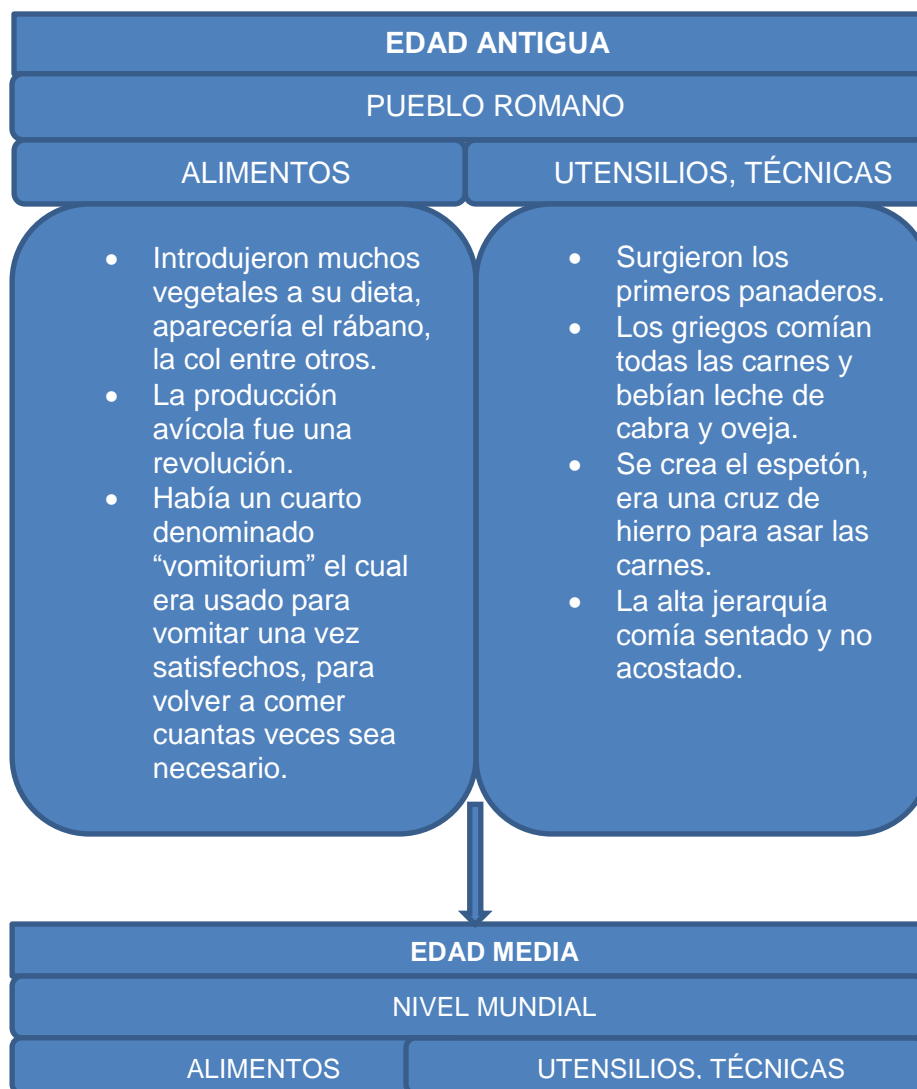 EDAD ANTIGUA
PUEBLO ROMANO
ALIMENTOS
UTENSILIOS, TÉCNICAS
• Introdujeron muchos
vegetales a su dieta,
aparecería el rábano,
la col entre otros.
• La producción
avícola fue una
revolución.
• Había un cuarto
denominado
“vomitorium” el cual
era usado para
vomitar una vez
satisfechos, para
volver a comer
cuantas veces sea
necesario.
• Surgieron los
primeros panaderos.
• Los griegos comían
todas las carnes y
bebían leche de
cabra y oveja.
• Se crea el espetón,
era una cruz de
hierro para asar las
carnes.
• La alta jerarquía
comía sentado y no
acostado.
EDAD MEDIA
NIVEL MUNDIAL
ALIMENTOS
UTENSILIOS. TÉCNICAS